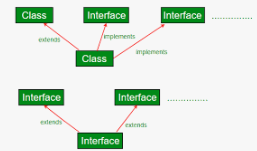 Class Interface Interface ...............
extends implements implements
Class
Interface Interface ...............
extends extends
Interface